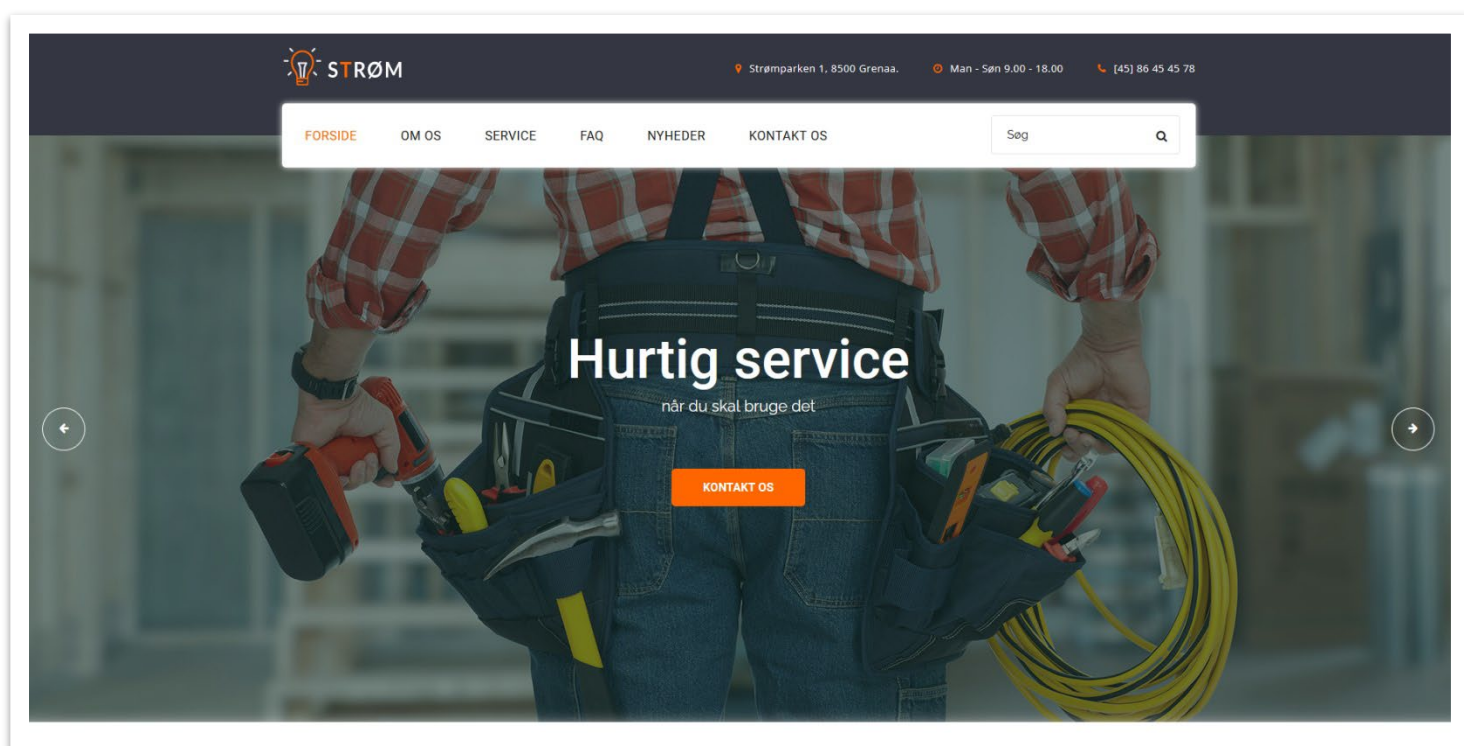 STRØM
Strømparken 1, 8500 Grenaa. Man - Søn 9.00 - 18.00 [45] 86 45 45 78
FORSIDE OM OS SERVICE FAQ NYHEDER KONTAKT OS Søg
Hurtig service
når du skal bruge det
KONTAKT OS